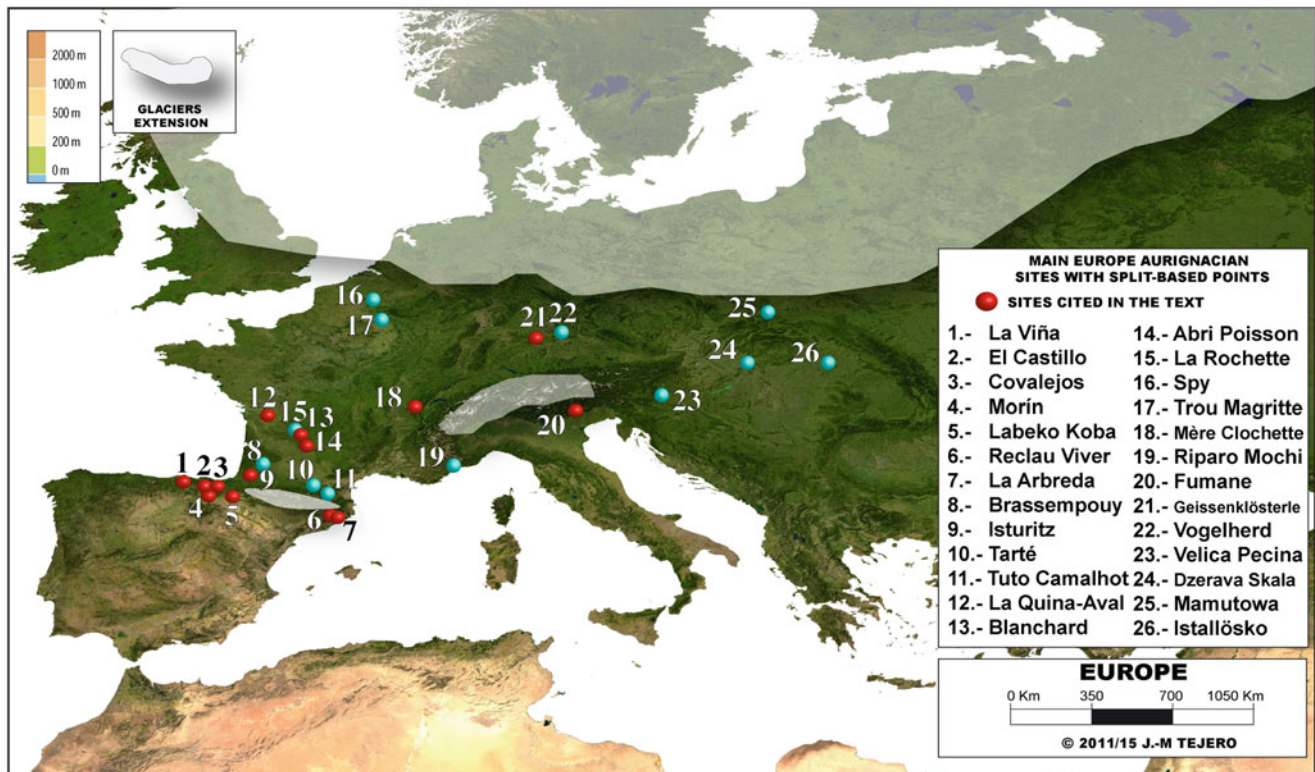 2000 m
1000 m
500 m
200 m
0 m
GLACIERS
EXTENSION
16
17
21
22
25
24
26
23
18
20
19
12
15
13
14
8
9
10
11
1
2
3
4
5
6
7
MAIN EUROPE AURIGNACIAN
SITES WITH SPLIT-BASED POINTS
SITES CITED IN THE TEXT
1.- La Viña
2.- El Castillo
3.- Covalejos
4.- Morín
5.- Labeko Koba
6.- Reclau Viver
7.- La Arbreda
8.- Brassempouy
9.- Isturitz
10.- Tarté
11.- Tuto Camalhot
12.- La Quina-Aval
13.- Blanchard
14.- Abri Poisson
15.- La Rochette
16.- Spy
17.- Trou Magritte
18.- Mère Clochette
19.- Riparo Mochi
20.- Fumane
21.- Geissenklösterle
22.- Vogelherd
23.- Velica Pecina
24.- Dzerava Skala
25.- Mamutowa
26.- Istallösko
EUROPE
0 Km 350 700 1050 Km
© 2011/15 J.-M TEJERO